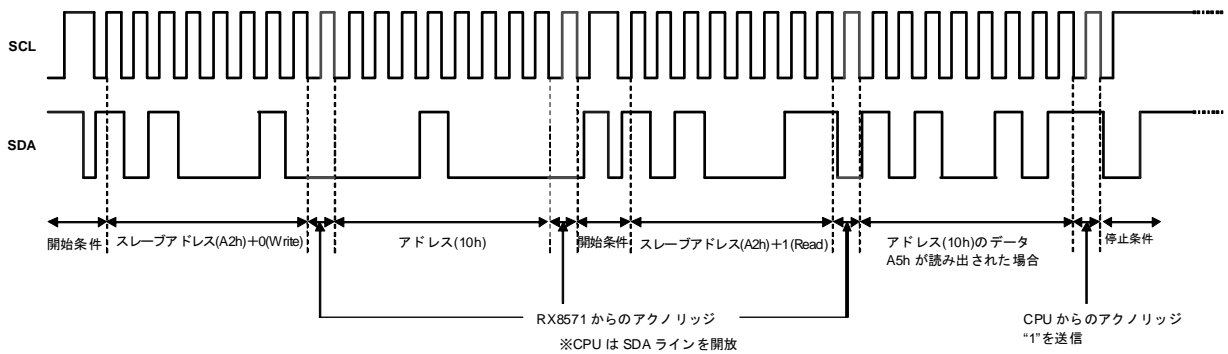 SCL
SDA
開始条件
スレーブアドレス(A2h)+0(Write)
アドレス(10h)
開始条件
スレーブアドレス(A2h)+1(Read)
アドレス(10h)のデータ
A5h が読み出された場合
停止条件
RX8571 からのアクノリッジ
※CPU は SDA ラインを開放
CPU からのアクノリッジ
“1”を送信